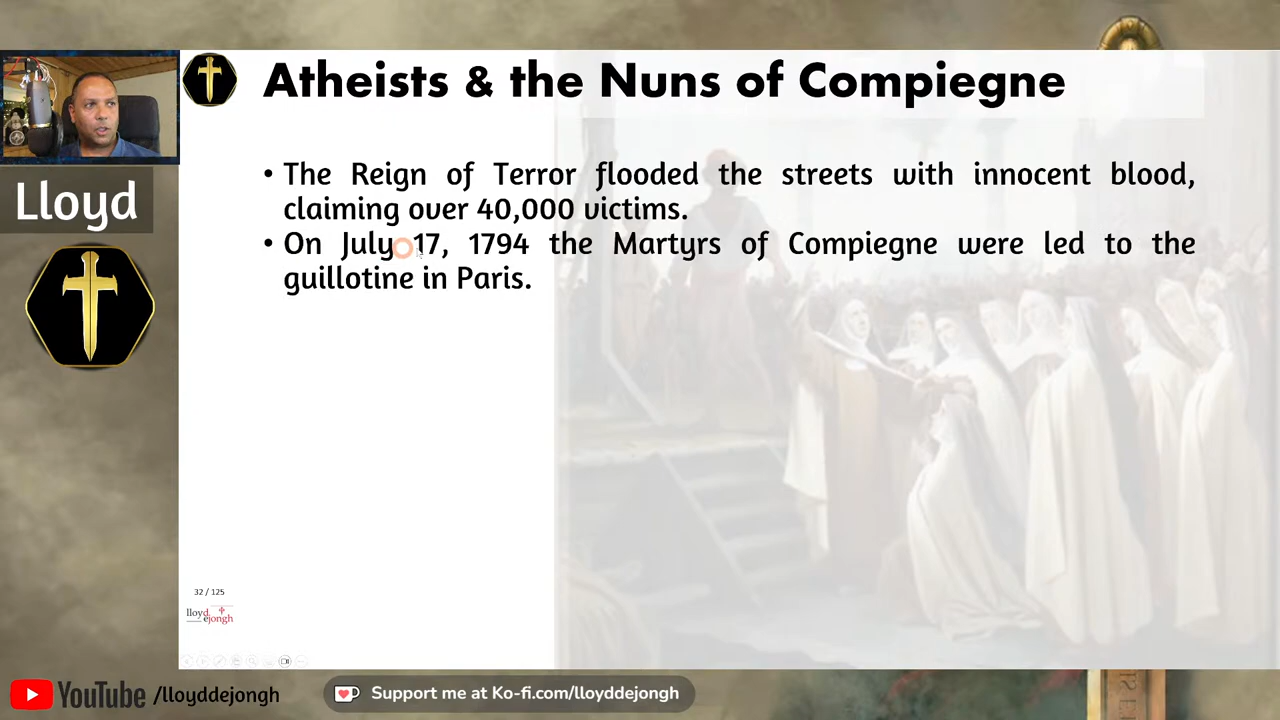 Atheists & the Nuns of Compiegne
• The Reign of Terror flooded the streets with innocent blood,
claiming over 40,000 victims.
• On July 17, 1794 the Martyrs of Compiegne were led to the
guillotine in Paris.
Lloyd
32 / 125
lloyd
dejongh
YouTube /lloyddejongh
Support me at Ko-fi.com/lloyddejongh